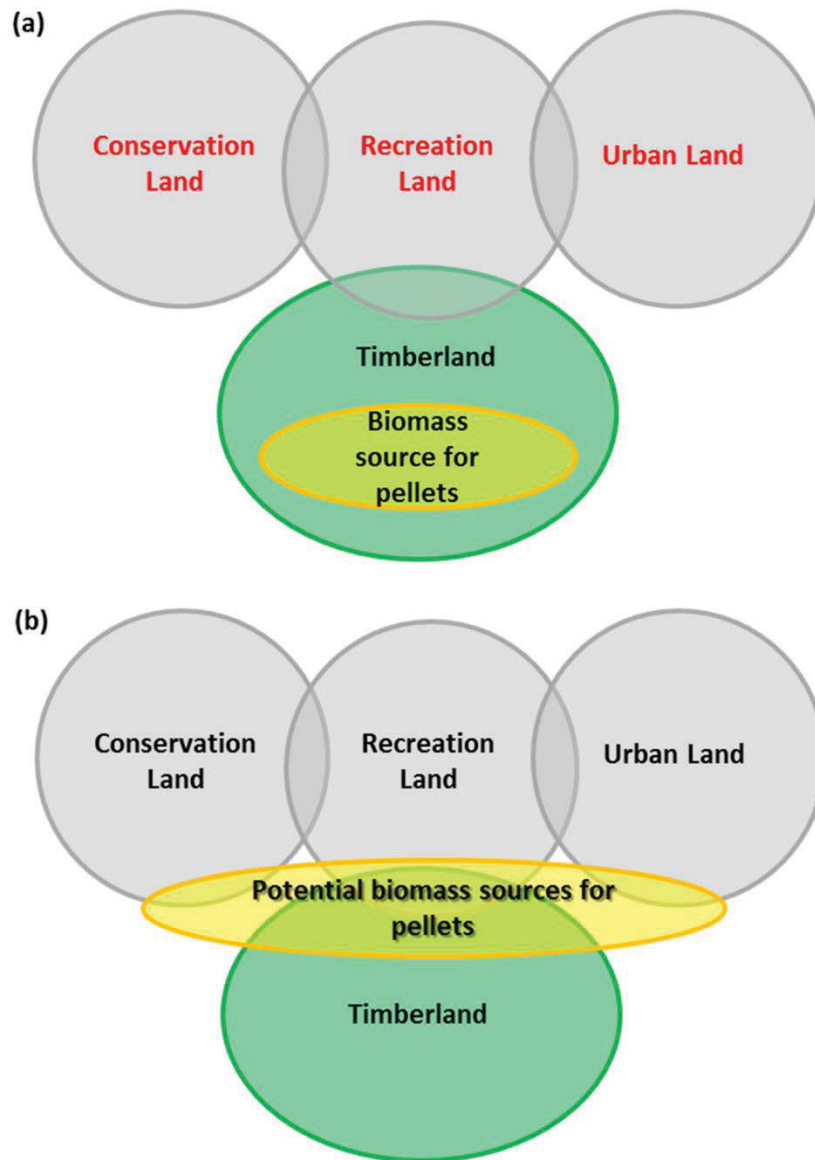 (a)
Conservation
Land
Recreation
Land
Urban Land
Timberland
Biomass
source for
pellets
(b)
Conservation
Land
Recreation
Land
Urban Land
Potential biomass sources for
pellets
Timberland